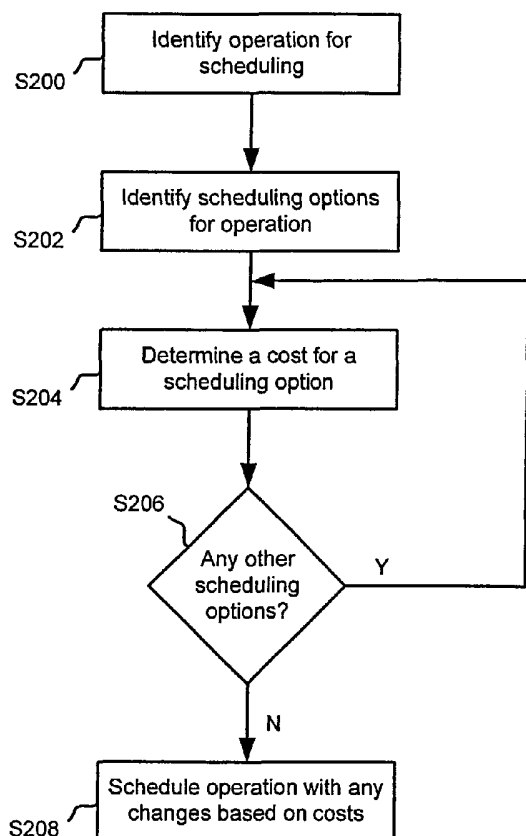 Identify operation for
scheduling
S200
Identify scheduling options
for operation
S202
Determine a cost for a
scheduling option
S204
S206
Any other
scheduling
options?
Y
N
Schedule operation with any
changes based on costs
S208